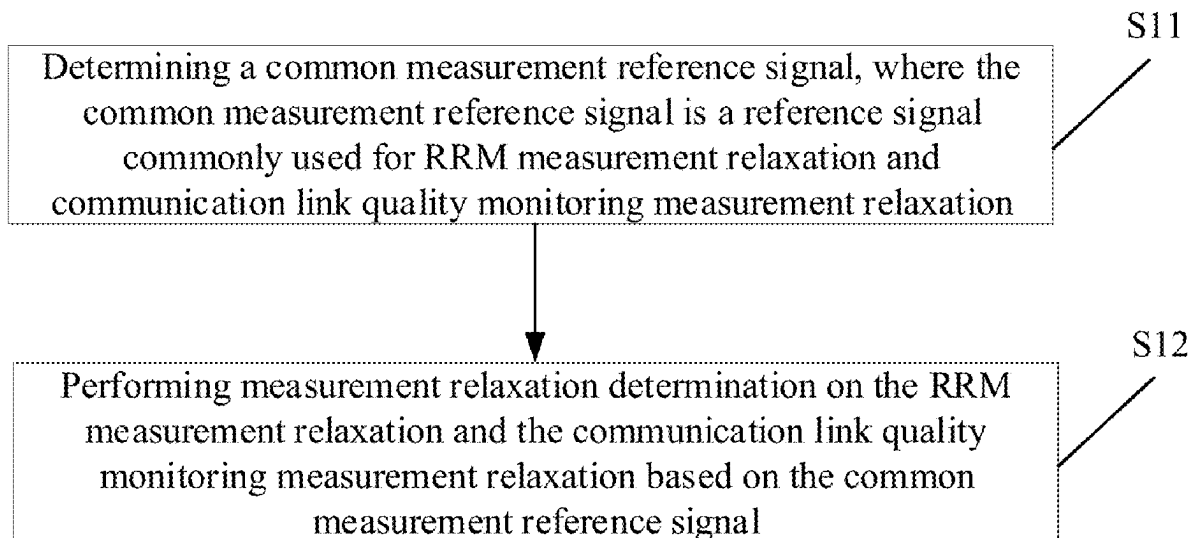 S11
Determining a common measurement reference signal, where the
common measurement reference signal is a reference signal
commonly used for RRM measurement relaxation and
communication link quality monitoring measurement relaxation
S12
Performing measurement relaxation determination on the RRM
measurement relaxation and the communication link quality
monitoring measurement relaxation based on the common
measurement reference signal